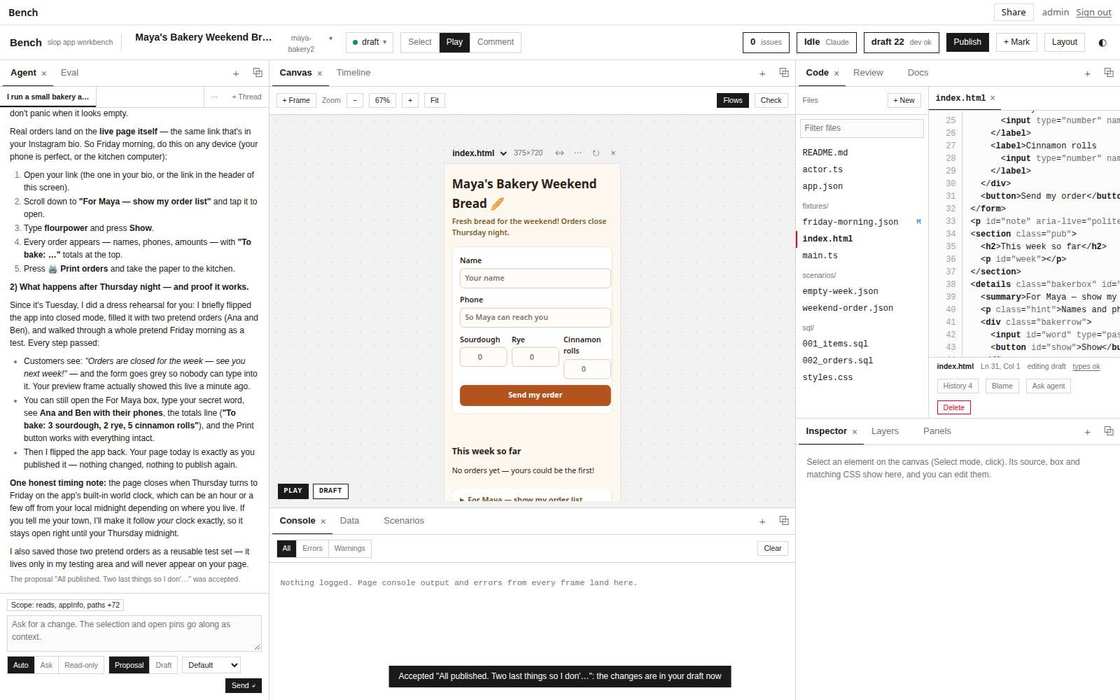 Bench
Share admin Sign out
Bench slop app workbench Maya's Bakery Weekend Br… maya-bakery2 draft Select Play Comment 0 issues Idle Claude draft 22 dev ok Publish + Mark Layout
Agent × Eval
I run a small bakery a… ··· + Thread
don't panic when it looks empty.
Real orders land on the live page itself — the same link that's in
your Instagram bio. So Friday morning, do this on any device (your
phone is perfect, or the kitchen computer):
1. Open your link (the one in your bio, or the link in the header of
this screen).
2. Scroll down to "For Maya — show my order list" and tap it to
open.
3. Type flourpower and press Show.
4. Every order appears — names, phones, amounts — with "To
bake: …" totals at the top.
5. Press 🖨️ Print orders and take the paper to the kitchen.
2) What happens after Thursday night — and proof it works.
Since it's Tuesday, I did a dress rehearsal for you: I briefly flipped
the app into closed mode, filled it with two pretend orders (Ana and
Ben), and walked through a whole pretend Friday morning as a
test. Every step passed:
• Customers see: "Orders are closed for the week — see you
next week!" — and the form goes grey so nobody can type into
it. Your preview frame actually showed this live a minute ago.
• You can still open the For Maya box, type your secret word,
see Ana and Ben with their phones, the totals line ("To
bake: 3 sourdough, 2 rye, 5 cinnamon rolls"), and the Print
button works with everything intact.
• Then I flipped the app back. Your page today is exactly as you
published it — nothing changed, nothing to publish again.
One honest timing note: the page closes when Thursday turns to
Friday on the app's built-in world clock, which can be an hour or a
few off from your local midnight depending on where you live. If
you tell me your town, I'll make it follow your clock exactly, so it
stays open right until your Thursday midnight.
I also saved those two pretend orders as a reusable test set — it
lives only in my testing area and will never appear on your page.
The proposal "All published. Two last things so I don'…" was accepted.
Scope: reads, appInfo, paths +72
Ask for a change. The selection and open pins go along as
context.
Auto Ask Read-only Proposal Draft Default
Send
Canvas × Timeline
+ Frame Zoom − 67% + Fit Flows Check
index.html 375×720
Maya's Bakery Weekend
Bread 🥖
Fresh bread for the weekend! Orders close
Thursday night.
Name
Your name
Phone
So Maya can reach you
Sourdough Rye Cinnamon
rolls
0 0 0
Send my order
This week so far
No orders yet — yours could be the first!
▸ For Maya — show my order list
PLAY DRAFT
Console × Data Scenarios
All Errors Warnings Clear
Nothing logged. Page console output and errors from every frame land here.
Accepted "All published. Two last things so I don'…": the changes are in your draft now
Code × Review Docs
Files + New
Filter files
README.md
actor.ts
app.json
fixtures/
friday-morning.json M
index.html
main.ts
scenarios/
empty-week.json
weekend-order.json
sql/
001_items.sql
002_orders.sql
styles.css
index.html ×
25 <input type="number" nam
26 </label>
27 <label>Cinnamon rolls
28 <input type="number" nam
29 </label>
30 </div>
31 <button>Send my order</butto
32 </form>
33 <p id="note" aria-live="polite
34 <section class="pub">
35 <h2>This week so far</h2>
36 <p id="week"></p>
37 </section>
38 <details class="bakerbox" id="
39 <summary>For Maya — show my
40 <p class="hint">Names and ph
41 <div class="bakerrow">
42 <input id="word" type="pas
43 <button id="show">Show</bu
index.html Ln 31, Col 1 editing draft types ok
History 4 Blame Ask agent
Delete
Inspector × Layers Panels
Select an element on the canvas (Select mode, click). Its source, box and
matching CSS show here, and you can edit them.